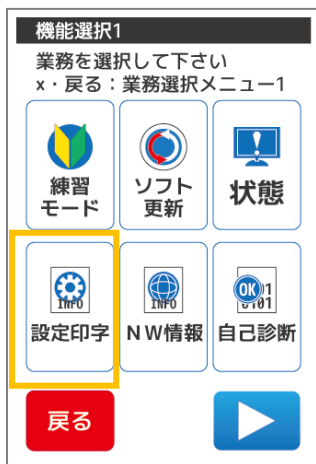 機能選択1
業務を選択して下さい
x・戻る：業務選択メニュー1
練習
モード
ソフト
更新
状態
INFO
設定印字
INFO
NW情報
OK
自己診断
戻る